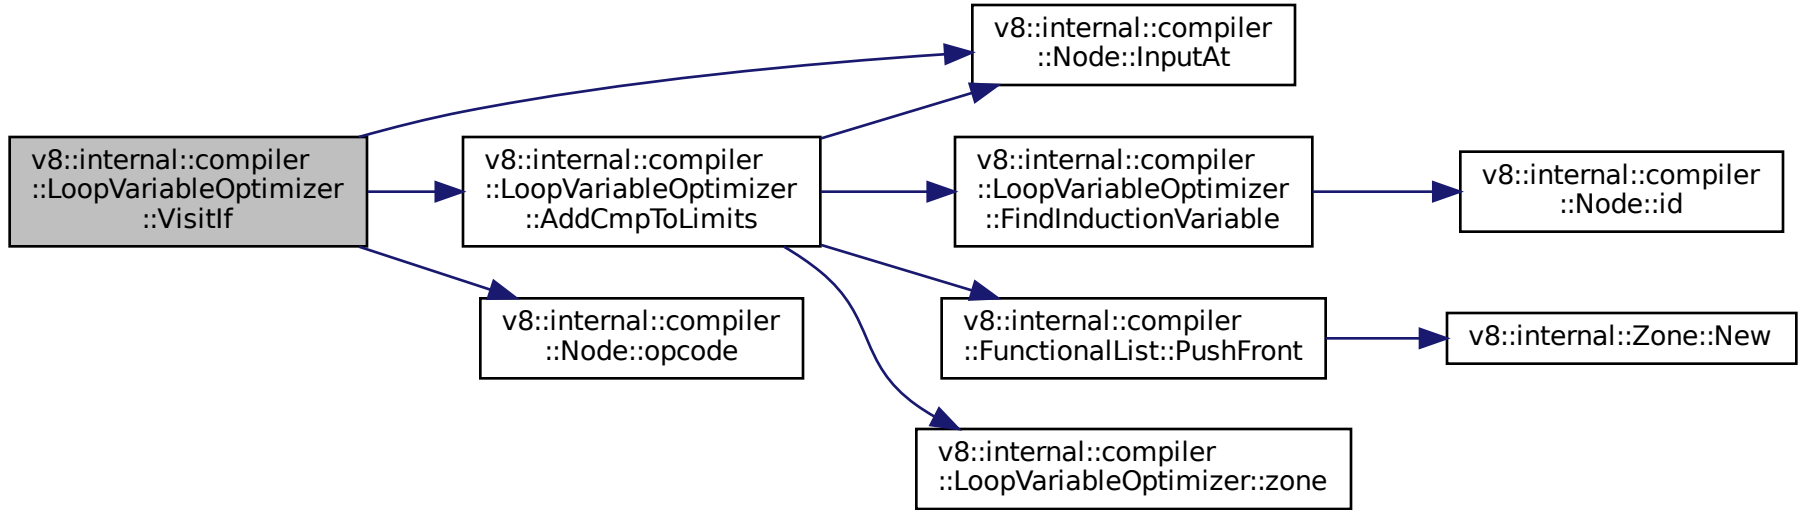 v8::internal::compiler
::LoopVariableOptimizer
::VisitIf
v8::internal::compiler
::Node::InputAt
v8::internal::compiler
::LoopVariableOptimizer
::AddCmpToLimits
v8::internal::compiler
::Node::opcode
v8::internal::compiler
::LoopVariableOptimizer
::FindInductionVariable
v8::internal::compiler
::FunctionalList::PushFront
v8::internal::compiler
::LoopVariableOptimizer::zone
v8::internal::compiler
::Node::id
v8::internal::Zone::New